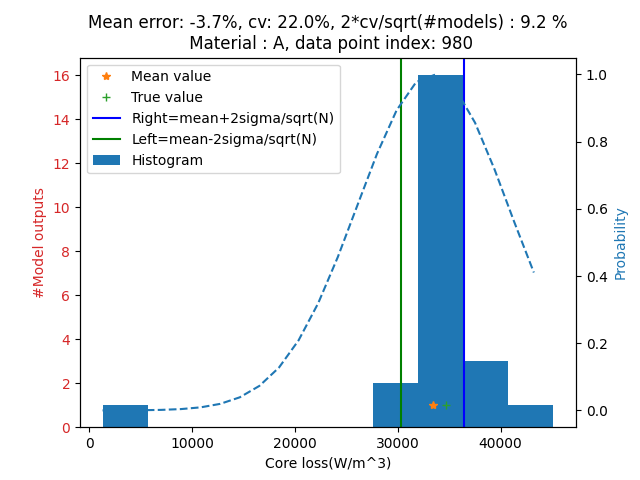 Mean error: -3.7%, cv: 22.0%, 2*cv/sqrt(#models) : 9.2 %
Material : A, data point index: 980
Mean value
True value
Right=mean+2sigma/sqrt(N)
Left=mean-2sigma/sqrt(N)
Histogram
#Model outputs
16
14
12
10
8
6
4
2
0
1.0
0.8
0.6
0.4
0.2
0.0
Probability
0
10000
20000
30000
40000
Core loss(W/m^3)